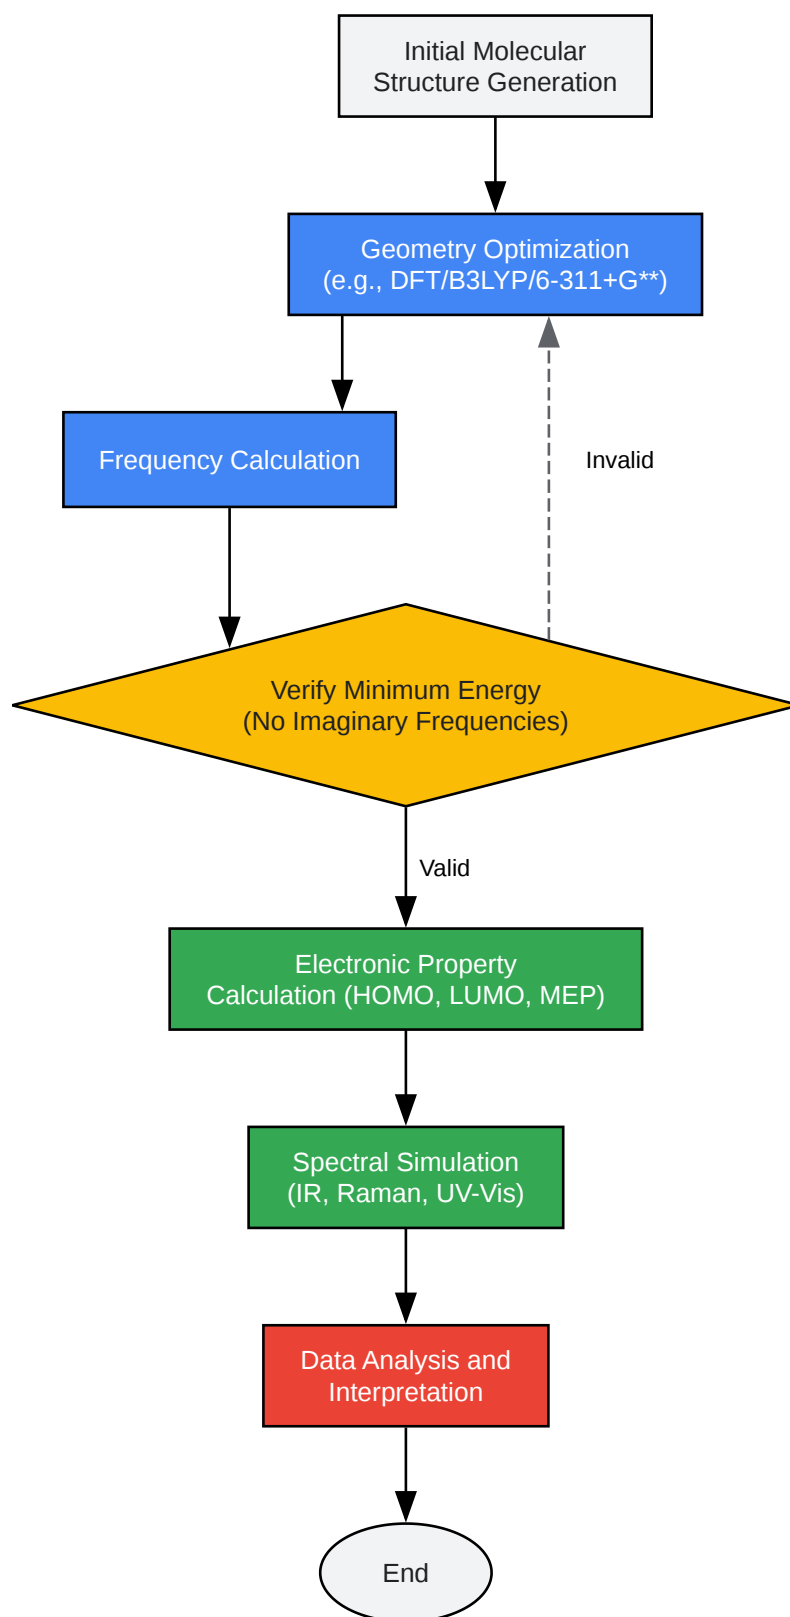 Initial Molecular
Structure Generation
Geometry Optimization
(e.g., DFT/B3LYP/6-311+G**)
Frequency Calculation
Invalid
Verify Minimum Energy
(No Imaginary Frequencies)
Valid
Electronic Property
Calculation (HOMO, LUMO, MEP)
Spectral Simulation
(IR, Raman, UV-Vis)
Data Analysis and
Interpretation
End